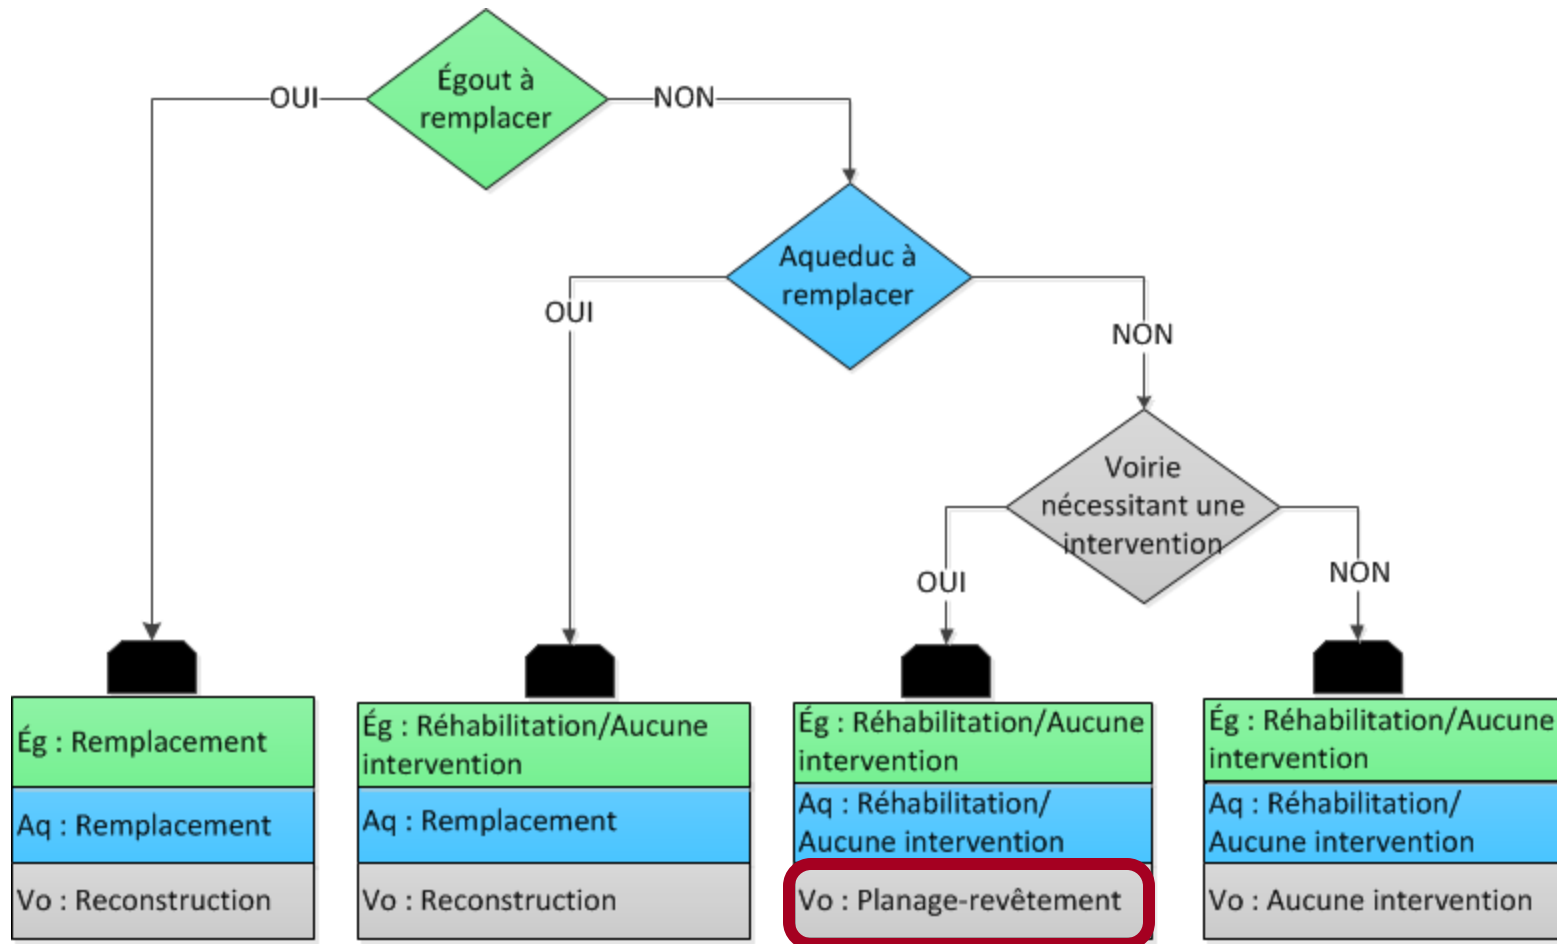 Égout à
remplacer
OUI
NON
Aqueduc à
remplacer
OUI
NON
Voirie
nécessitant une
intervention
OUI
NON
Ég : Remplacement
Aq : Remplacement
Vo : Reconstruction
Ég : Réhabilitation/Aucune
intervention
Aq : Remplacement
Vo : Reconstruction
Ég : Réhabilitation/Aucune
intervention
Aq : Réhabilitation/
Aucune intervention
Vo : Planage-revêtement
Ég : Réhabilitation/Aucune
intervention
Aq : Réhabilitation/
Aucune intervention
Vo : Aucune intervention